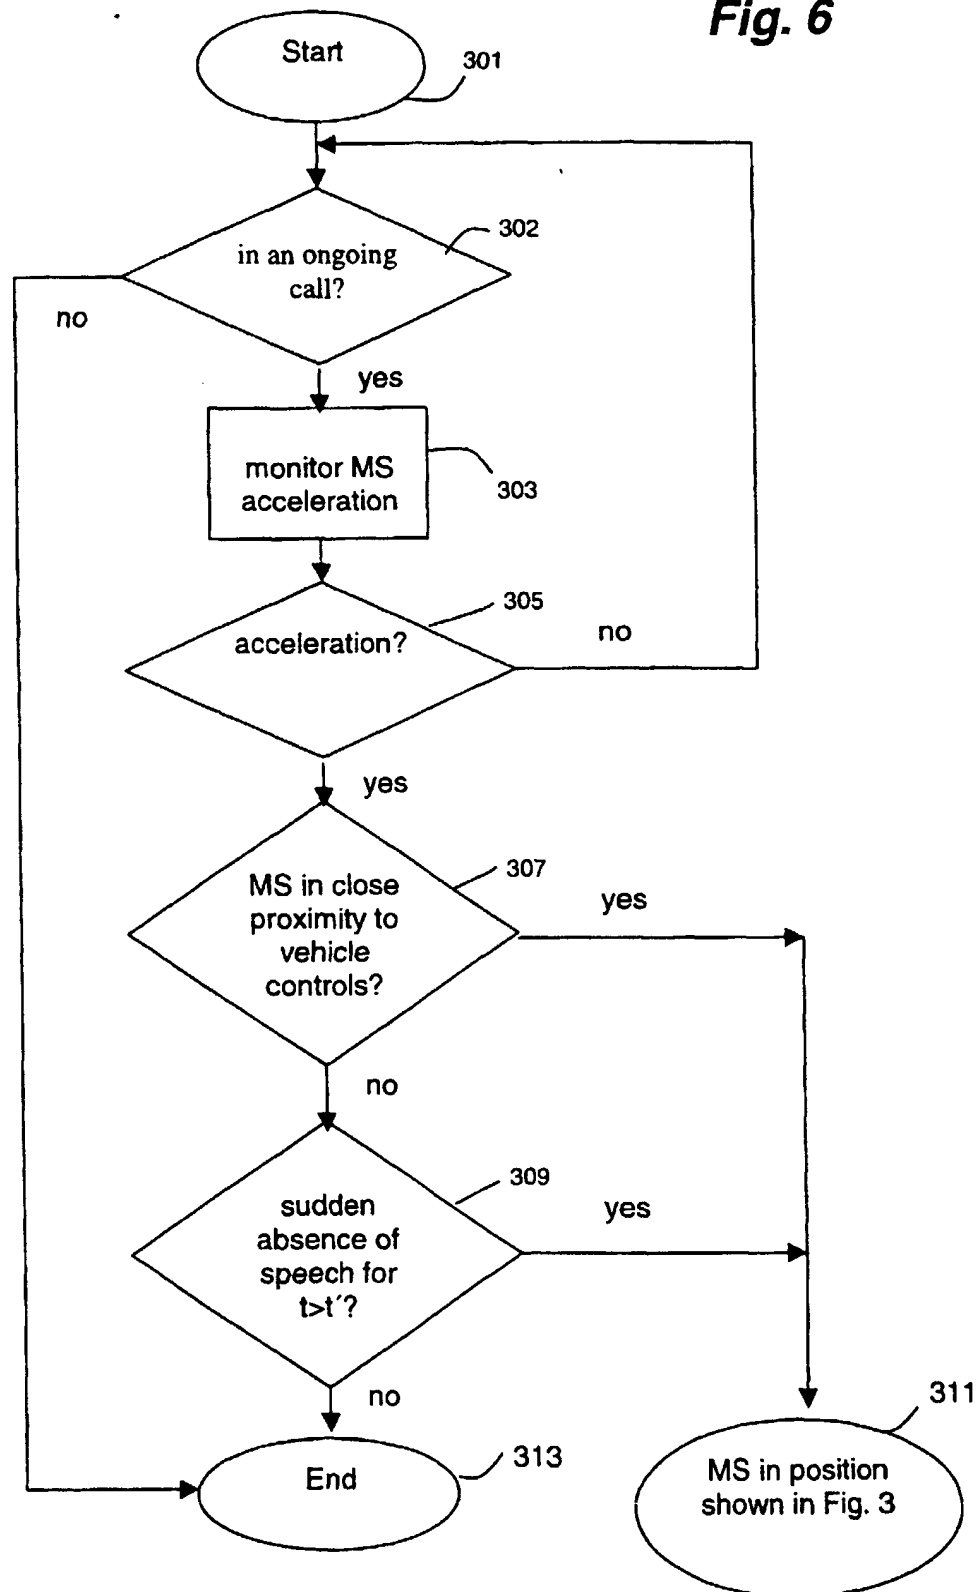 Fig. 6
Start
301
302
in an ongoing
call?
no
yes
monitor MS
acceleration
303
305
acceleration?
no
yes
307
MS in close
proximity to
vehicle
controls?
yes
no
309
sudden
absence of
speech for
t>t´?
yes
no
311
End
313
MS in position
shown in Fig. 3